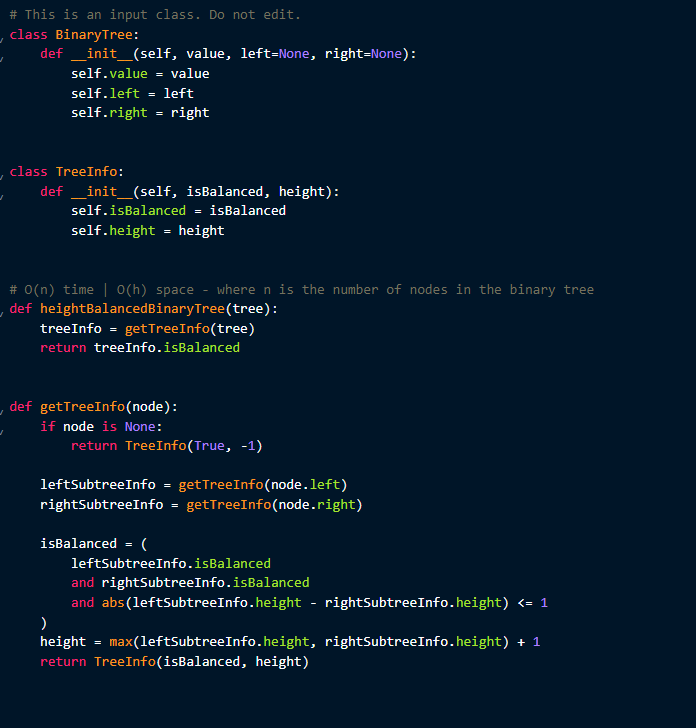 # This is an input class. Do not edit.
class BinaryTree:
    def __init__(self, value, left=None, right=None):
        self.value = value
        self.left = left
        self.right = right
class TreeInfo:
    def __init__(self, isBalanced, height):
        self.isBalanced = isBalanced
        self.height = height
# O(n) time | O(h) space - where n is the number of nodes in the binary tree
def heightBalancedBinaryTree(tree):
    treeInfo = getTreeInfo(tree)
    return treeInfo.isBalanced
def getTreeInfo(node):
    if node is None:
        return TreeInfo(True, -1)
    leftSubtreeInfo = getTreeInfo(node.left)
    rightSubtreeInfo = getTreeInfo(node.right)
    isBalanced = (
        leftSubtreeInfo.isBalanced
        and rightSubtreeInfo.isBalanced
        and abs(leftSubtreeInfo.height - rightSubtreeInfo.height) <= 1
    )
    height = max(leftSubtreeInfo.height, rightSubtreeInfo.height) + 1
    return TreeInfo(isBalanced, height)